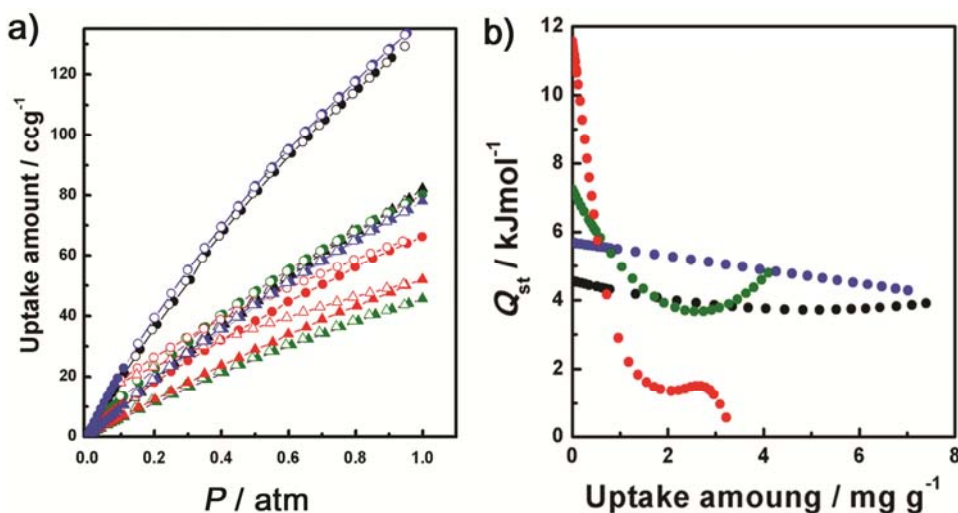 a)
Uptake amount / ccg⁻¹
120
100
80
60
40
20
0
0.0 0.2 0.4 0.6 0.8 1.0
P / atm
b)
Qst / kJmol⁻¹
12
10
8
6
4
2
0
0 2 4 6 8
Uptake amoung / mg g⁻¹